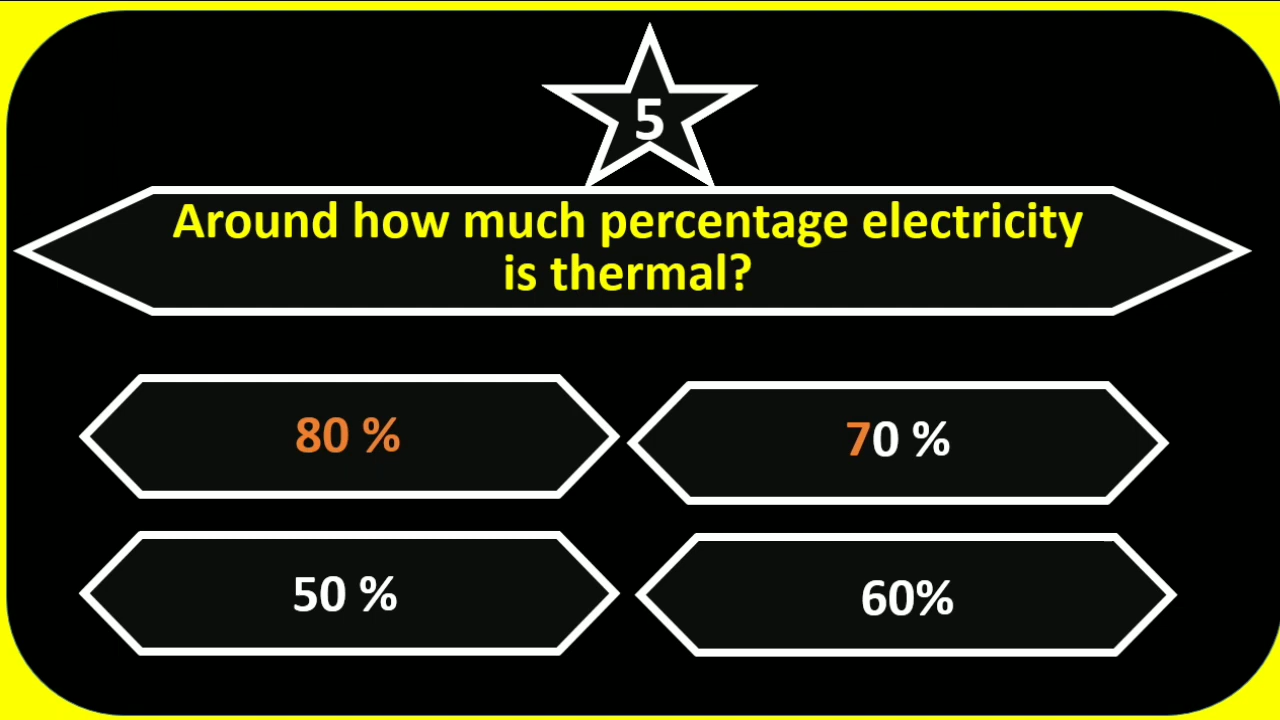 5
Around how much percentage electricity
is thermal?
80 %
70 %
50 %
60%